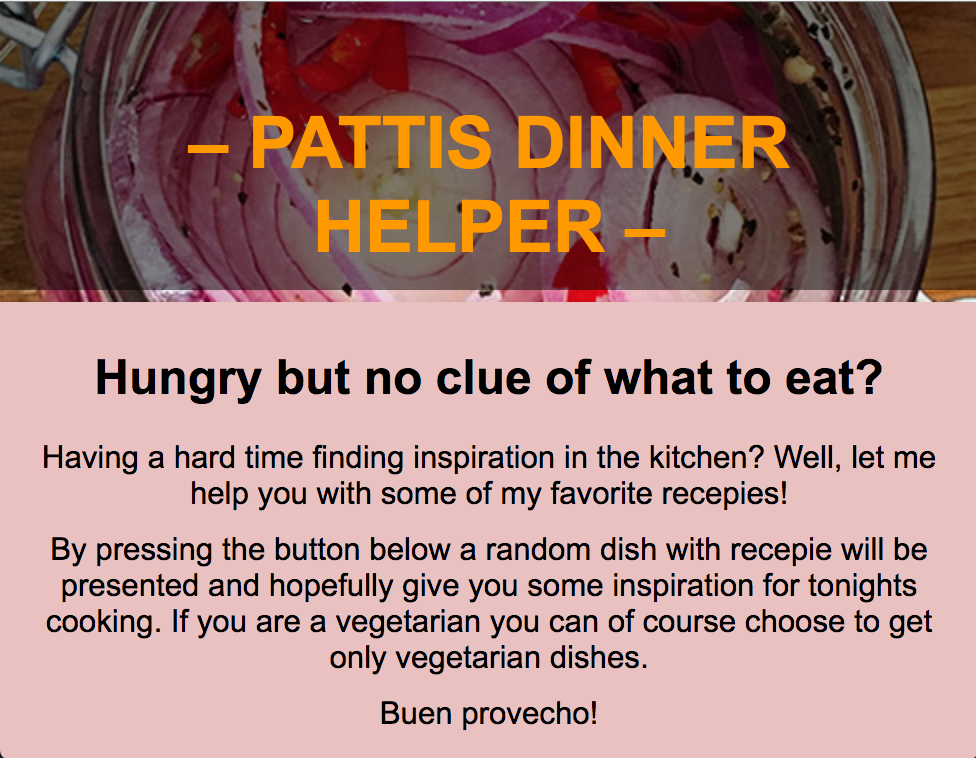 – PATTIS DINNER
HELPER –
Hungry but no clue of what to eat?
Having a hard time finding inspiration in the kitchen? Well, let me
help you with some of my favorite recepies!
By pressing the button below a random dish with recepie will be
presented and hopefully give you some inspiration for tonights
cooking. If you are a vegetarian you can of course choose to get
only vegetarian dishes.
Buen provecho!